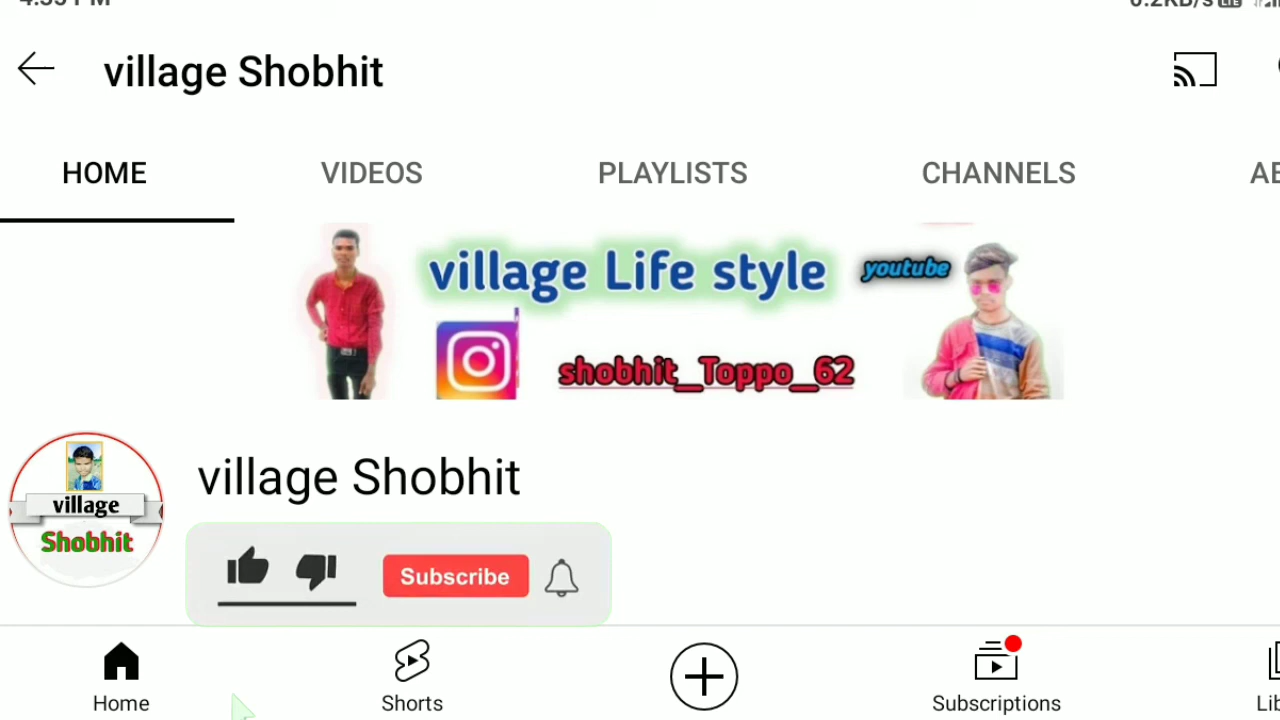 village Shobhit
HOME VIDEOS PLAYLISTS CHANNELS
village Life style youtube
shobhit_Toppo_62
village
Shobhit
village Shobhit
Subscribe
Home Shorts Subscriptions